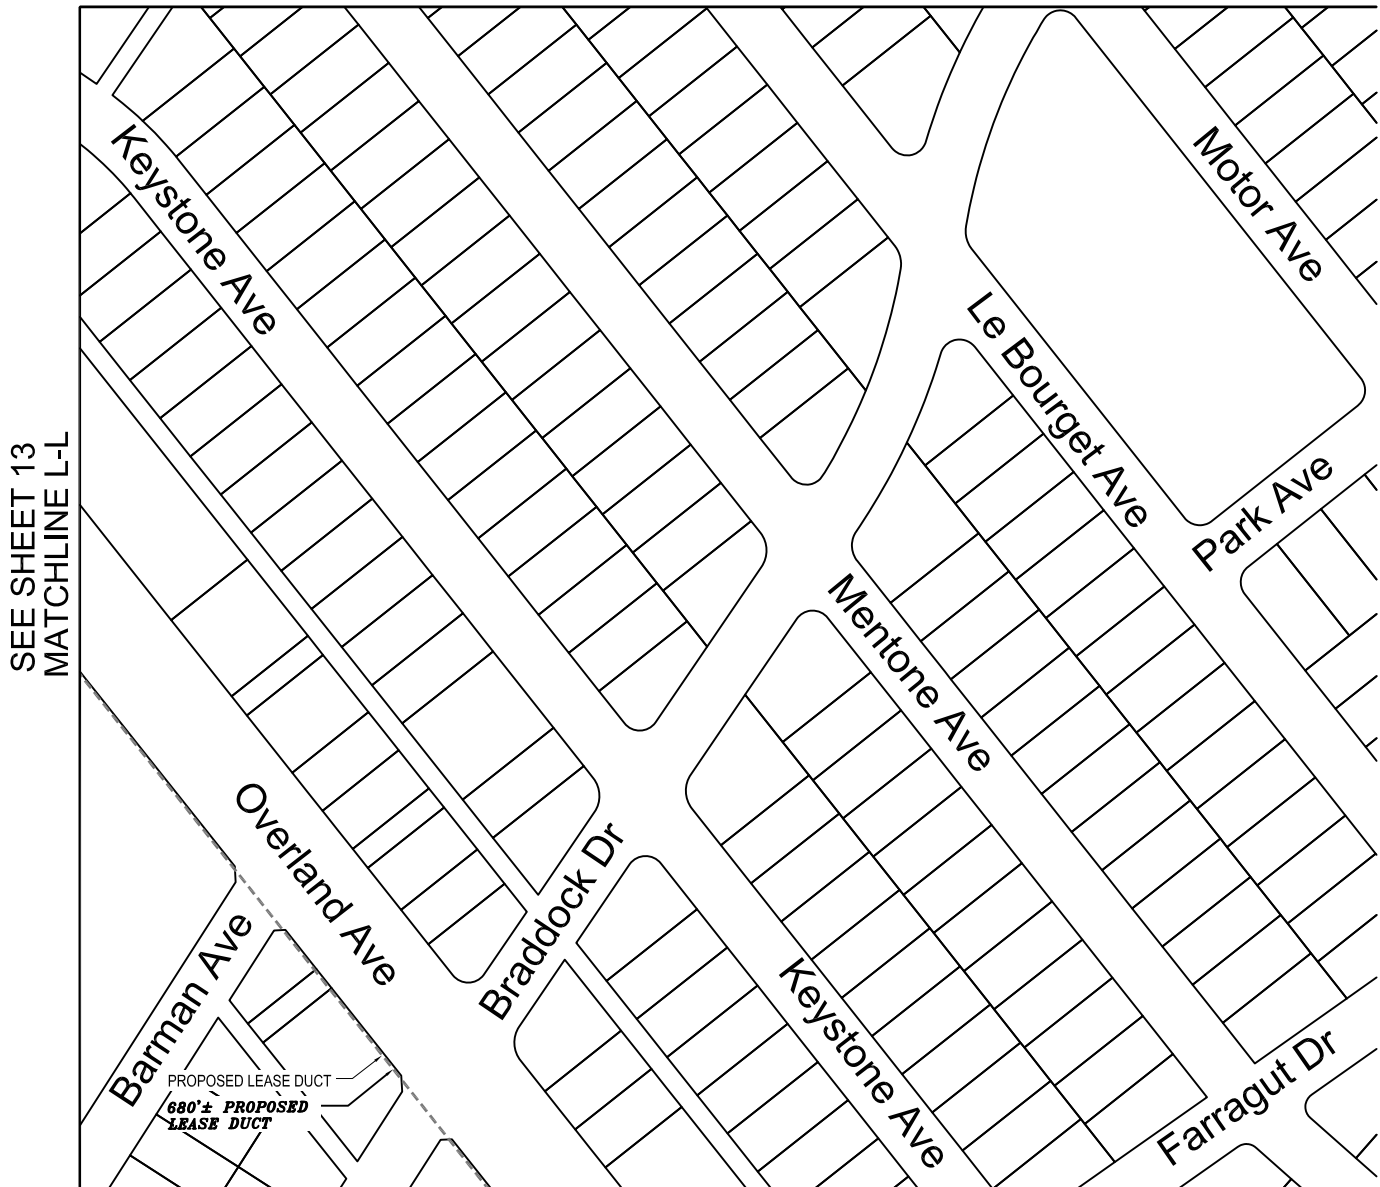 Keystone Ave
Motor Ave
Le Bourget Ave
SEE SHEET 13
MATCHLINE L-L
Park Ave
Mentone Ave
Overland Ave
Braddock Dr
Barman Ave
Keystone Ave
Farragut Dr
PROPOSED LEASE DUCT
680'± PROPOSED
LEASE DUCT